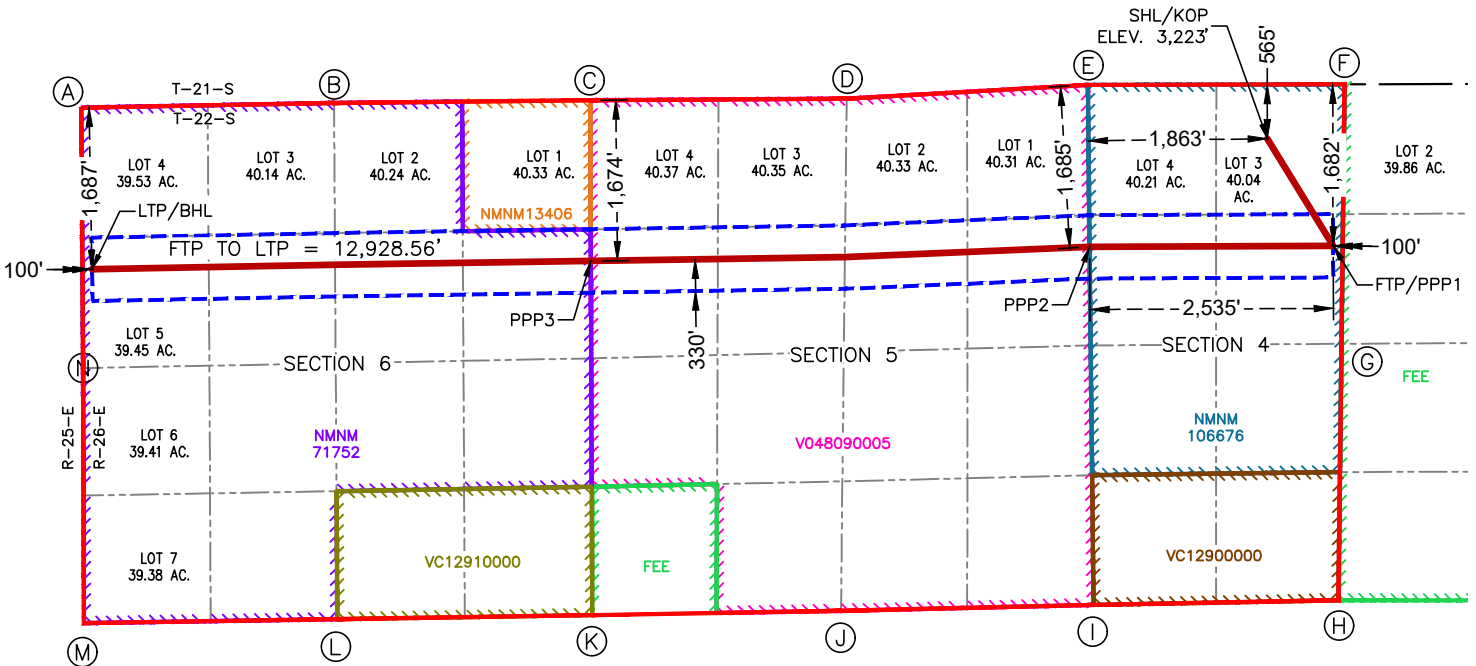 SHL/KOP
ELEV. 3,223'
565'
A
B
C
D
E
F
T-21-S
T-22-S
LOT 4
39.53 AC.
LOT 3
40.14 AC.
LOT 2
40.24 AC.
LOT 1
40.33 AC.
LOT 4
40.37 AC.
LOT 3
40.35 AC.
LOT 2
40.33 AC.
LOT 1
40.31 AC.
1,863'
LOT 4
40.21 AC.
LOT 3
40.04
AC.
LOT 2
39.86 AC.
1,687'
1,674'
1,685'
1,682'
LTP/BHL
NMNM13406
FTP TO LTP = 12,928.56'
100'
100'
FTP/PPP1
PPP3
330'
PPP2
2,535'
LOT 5
39.45 AC.
SECTION 6
SECTION 5
SECTION 4
N
G
FEE
R-25-E
R-26-E
LOT 6
39.41 AC.
NMNM
71752
V048090005
NMNM
106676
LOT 7
39.38 AC.
VC12910000
FEE
VC12900000
M
L
K
J
I
H